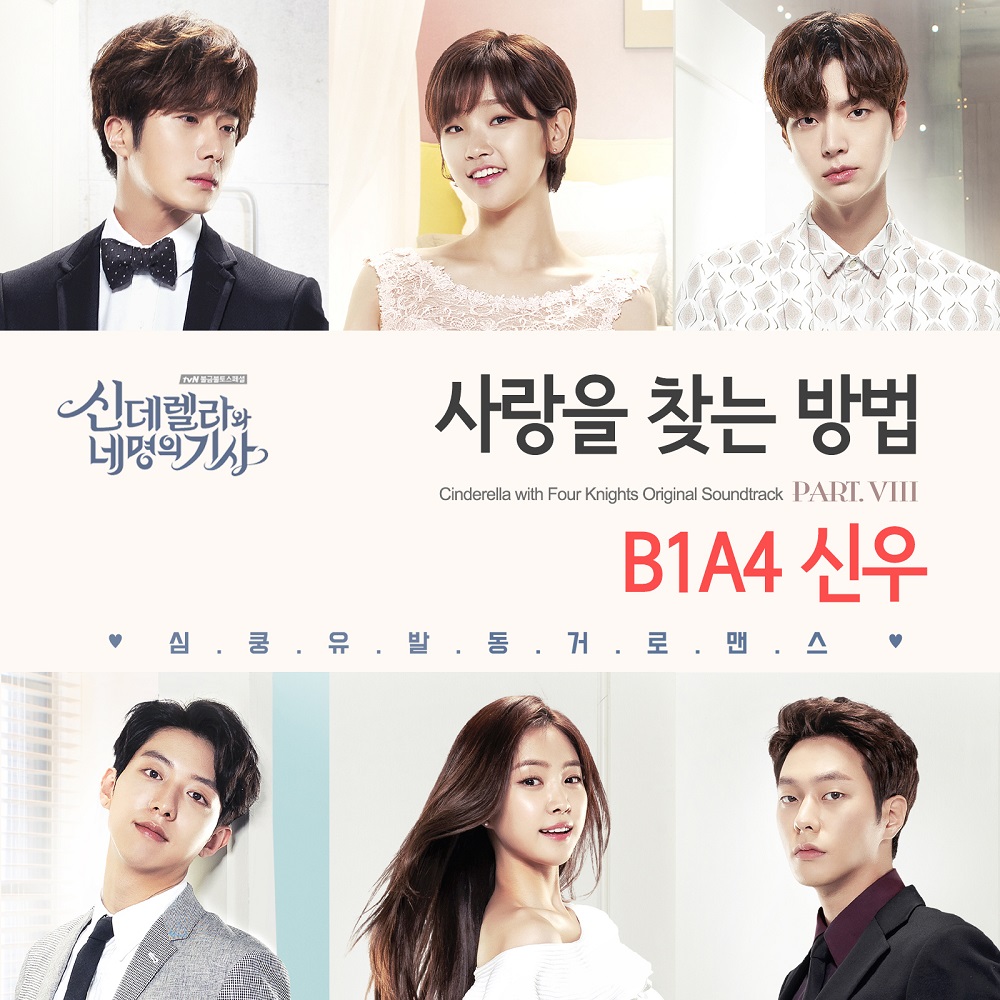 tvN 불금불토스페셜
신데렐라와
네명의기사
사랑을 찾는 방법
Cinderella with Four Knights Original Soundtrack PART. VIII
B1A4 신우
♥ 심.쿵.유.발.동.거.로.맨.스 ♥